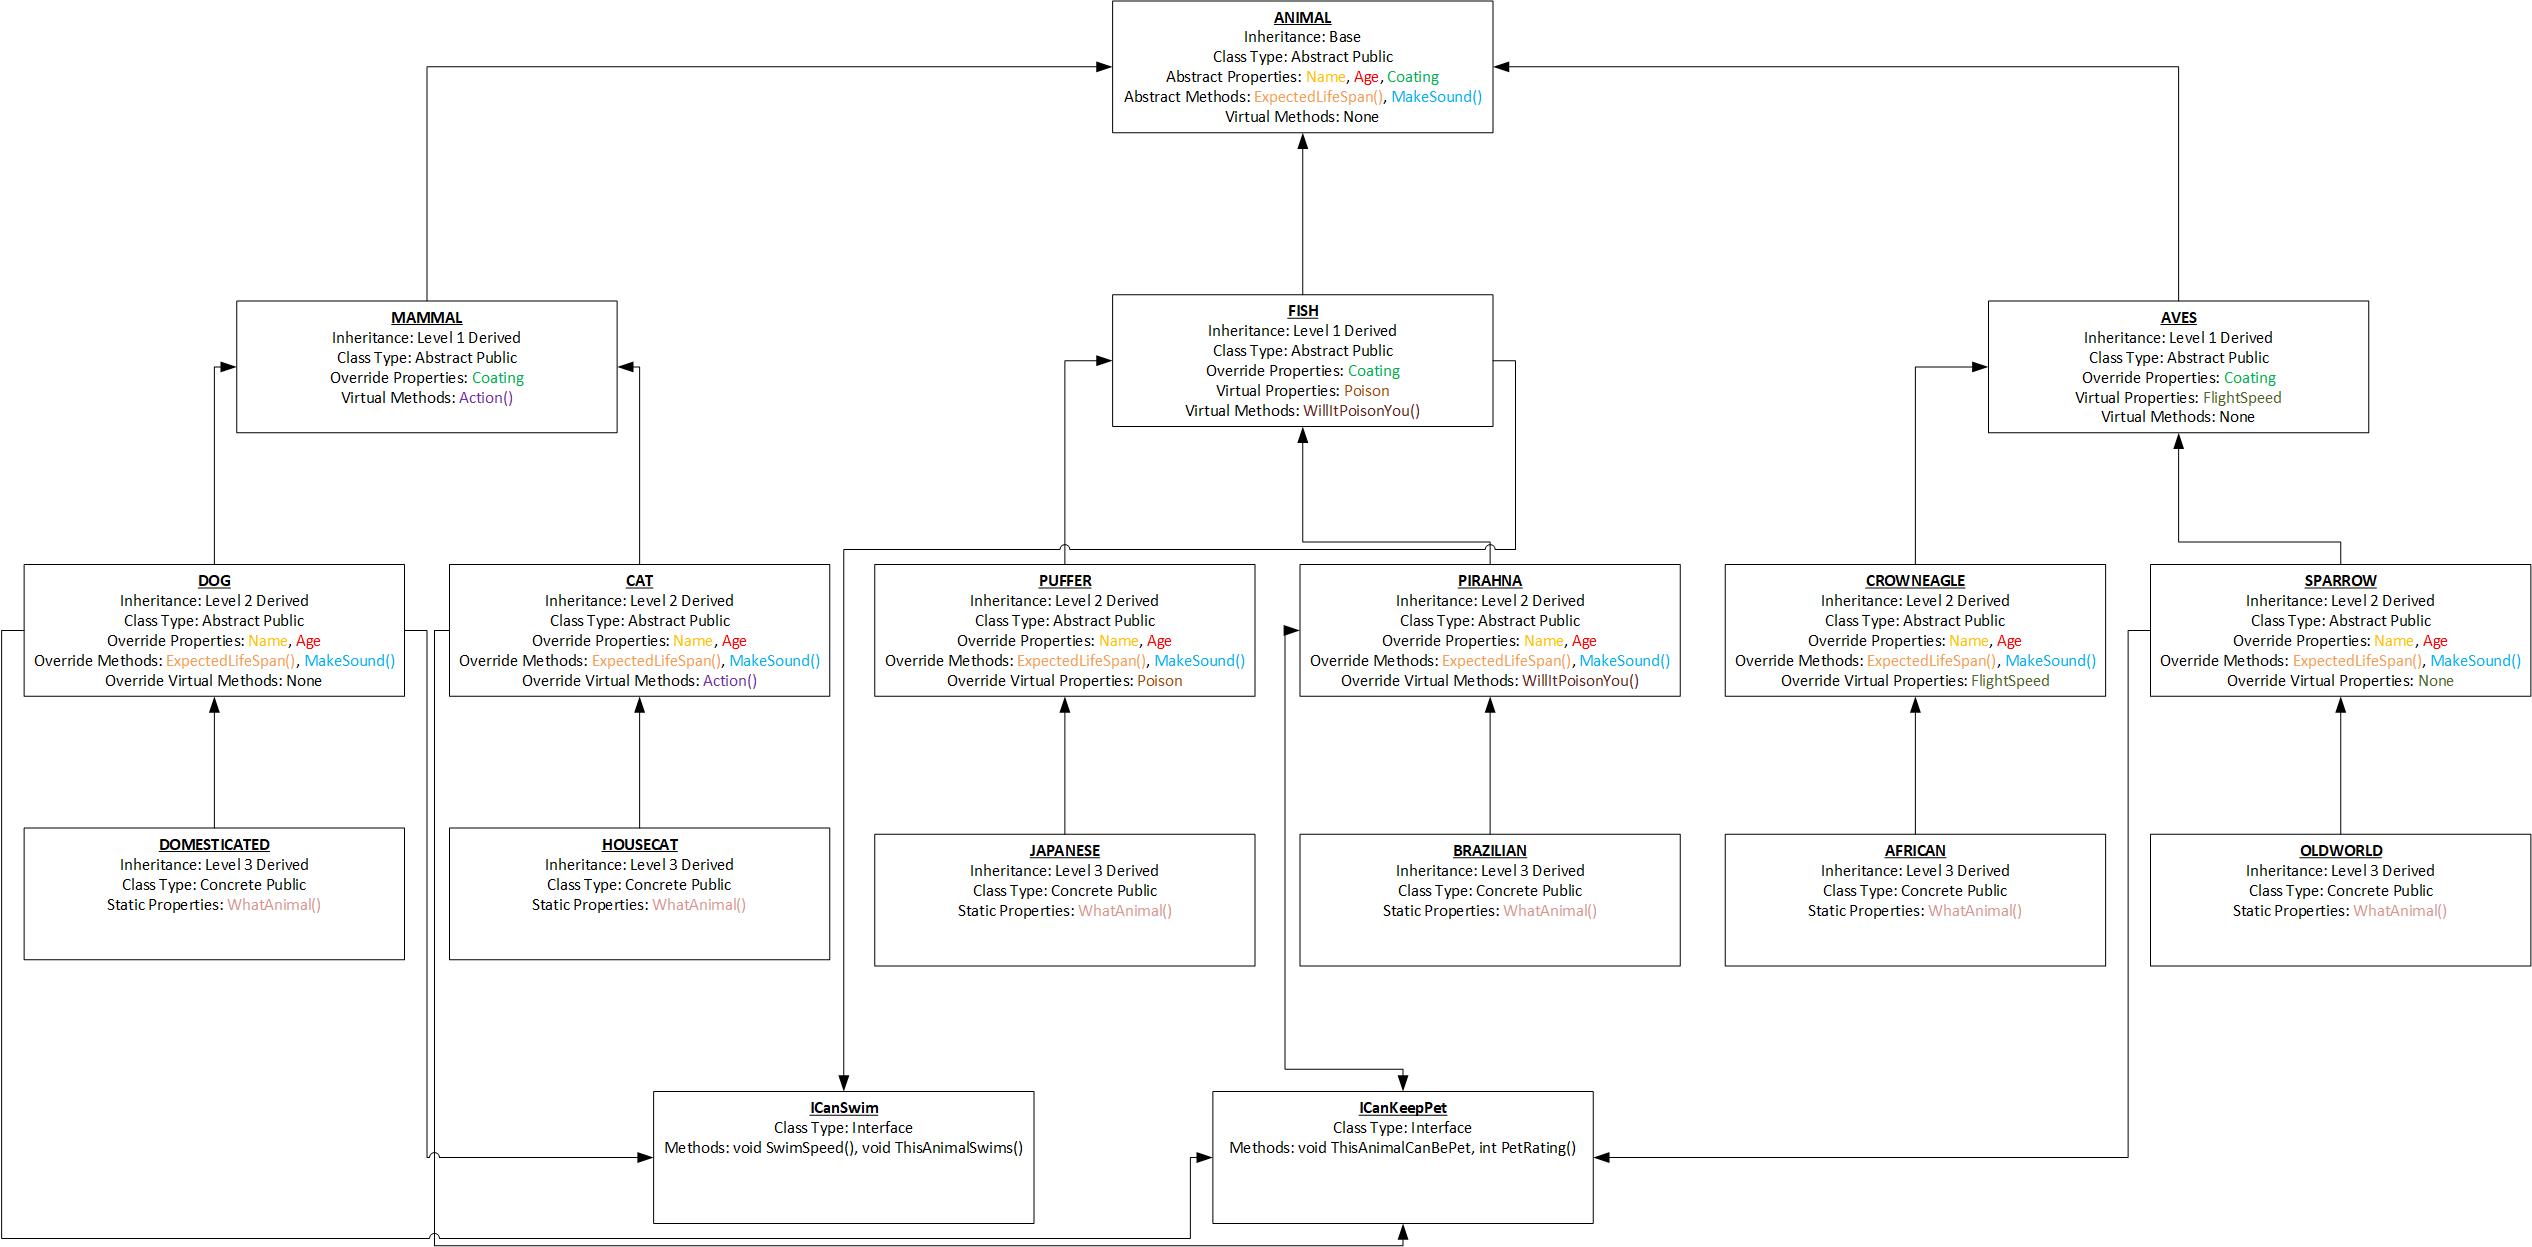 ANIMAL
Inheritance: Base
Class Type: Abstract Public
Abstract Properties: Name, Age, Coating
Abstract Methods: ExpectedLifeSpan(), MakeSound()
Virtual Methods: None
MAMMAL
Inheritance: Level 1 Derived
Class Type: Abstract Public
Override Properties: Coating
Virtual Methods: Action()
FISH
Inheritance: Level 1 Derived
Class Type: Abstract Public
Override Properties: Coating
Virtual Properties: Poison
Virtual Methods: WillItPoisonYou()
AVES
Inheritance: Level 1 Derived
Class Type: Abstract Public
Override Properties: Coating
Virtual Properties: FlightSpeed
Virtual Methods: None
DOG
Inheritance: Level 2 Derived
Class Type: Abstract Public
Override Properties: Name, Age
Override Methods: ExpectedLifeSpan(), MakeSound()
Override Virtual Methods: None
CAT
Inheritance: Level 2 Derived
Class Type: Abstract Public
Override Properties: Name, Age
Override Methods: ExpectedLifeSpan(), MakeSound()
Override Virtual Methods: Action()
PUFFER
Inheritance: Level 2 Derived
Class Type: Abstract Public
Override Properties: Name, Age
Override Methods: ExpectedLifeSpan(), MakeSound()
Override Virtual Properties: Poison
PIRAHNA
Inheritance: Level 2 Derived
Class Type: Abstract Public
Override Properties: Name, Age
Override Methods: ExpectedLifeSpan(), MakeSound()
Override Virtual Methods: WillItPoisonYou()
CROWNEAGLE
Inheritance: Level 2 Derived
Class Type: Abstract Public
Override Properties: Name, Age
Override Methods: ExpectedLifeSpan(), MakeSound()
Override Virtual Properties: FlightSpeed
SPARROW
Inheritance: Level 2 Derived
Class Type: Abstract Public
Override Properties: Name, Age
Override Methods: ExpectedLifeSpan(), MakeSound()
Override Virtual Properties: None
DOMESTICATED
Inheritance: Level 3 Derived
Class Type: Concrete Public
Static Properties: WhatAnimal()
HOUSECAT
Inheritance: Level 3 Derived
Class Type: Concrete Public
Static Properties: WhatAnimal()
JAPANESE
Inheritance: Level 3 Derived
Class Type: Concrete Public
Static Properties: WhatAnimal()
BRAZILIAN
Inheritance: Level 3 Derived
Class Type: Concrete Public
Static Properties: WhatAnimal()
AFRICAN
Inheritance: Level 3 Derived
Class Type: Concrete Public
Static Properties: WhatAnimal()
OLDWORLD
Inheritance: Level 3 Derived
Class Type: Concrete Public
Static Properties: WhatAnimal()
ICanSwim
Class Type: Interface
Methods: void SwimSpeed(), void ThisAnimalSwims()
ICanKeepPet
Class Type: Interface
Methods: void ThisAnimalCanBePet, int PetRating()